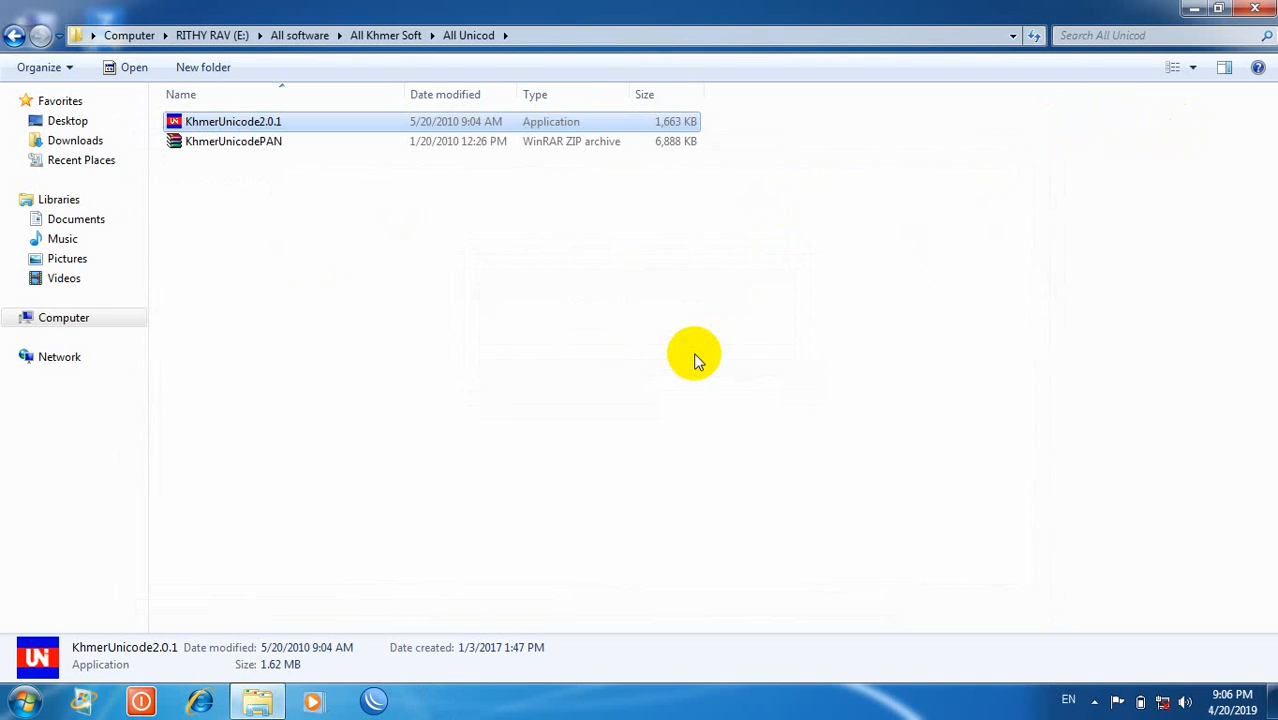 Computer RITHY RAV (E:) All software All Khmer Soft All Unicod Search All Unicod
Organize Open New folder
Name Date modified Type Size
Favorites
Desktop
Downloads
Recent Places
Libraries
Documents
Music
Pictures
Videos
Computer
Network
KhmerUnicode2.0.1 5/20/2010 9:04 AM Application 1,663 KB
KhmerUnicodePAN 1/20/2010 12:26 PM WinRAR ZIP archive 6,888 KB
UN KhmerUnicode2.0.1 Date modified: 5/20/2010 9:04 AM Date created: 1/3/2017 1:47 PM
Application Size: 1.62 MB
EN 9:06 PM
4/20/2019